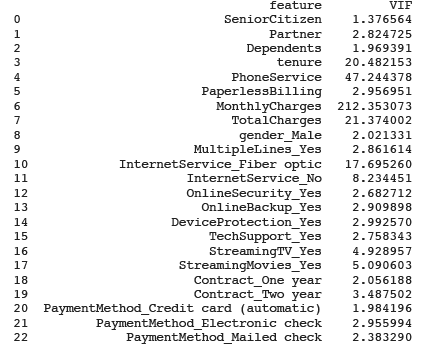 feature VIF
0 SeniorCitizen 1.376564
1 Partner 2.824725
2 Dependents 1.969391
3 tenure 20.482153
4 PhoneService 47.244378
5 PaperlessBilling 2.956951
6 MonthlyCharges 212.353073
7 TotalCharges 21.374002
8 gender_Male 2.021331
9 MultipleLines_Yes 2.861614
10 InternetService_Fiber optic 17.695260
11 InternetService_No 8.234451
12 OnlineSecurity_Yes 2.682712
13 OnlineBackup_Yes 2.909898
14 DeviceProtection_Yes 2.992570
15 TechSupport_Yes 2.758343
16 StreamingTV_Yes 4.928957
17 StreamingMovies_Yes 5.090603
18 Contract_One year 2.056188
19 Contract_Two year 3.487502
20 PaymentMethod_Credit card (automatic) 1.984196
21 PaymentMethod_Electronic check 2.955994
22 PaymentMethod_Mailed check 2.383290